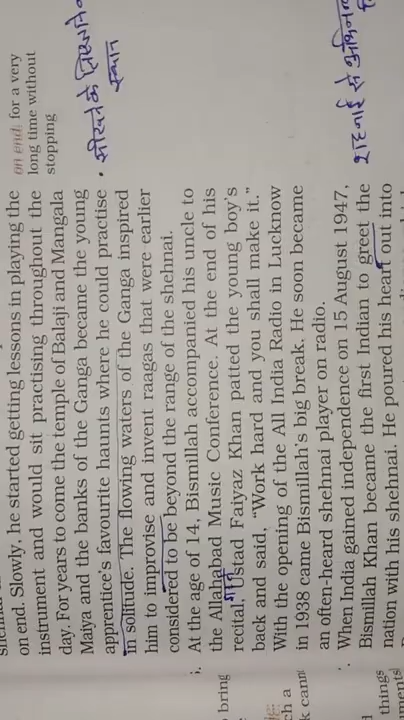 on end. Slowly, he started getting lessons in playing the
instrument and would sit practising throughout the
day. For years to come the temple of Balaji and Mangala
Maiya and the banks of the Ganga became the young
apprentice's favourite haunts where he could practise
in solitude. The flowing waters of the Ganga inspired
him to improvise and invent raagas that were earlier
considered to be beyond the range of the shehnai.
At the age of 14, Bismillah accompanied his uncle to
the Allahabad Music Conference. At the end of his
recital, Ustad Faiyaz Khan patted the young boy's
back and said, "Work hard and you shall make it."
With the opening of the All India Radio in Lucknow
in 1938 came Bismillah's big break. He soon became
an often-heard shehnai player on radio.
When India gained independence on 15 August 1947,
Bismillah Khan became the first Indian to greet the
nation with his shehnai. He poured his heart out into
on end: for a very
long time without
stopping
स्थान
शहनाई से
bring
h a
k cann
things
ments